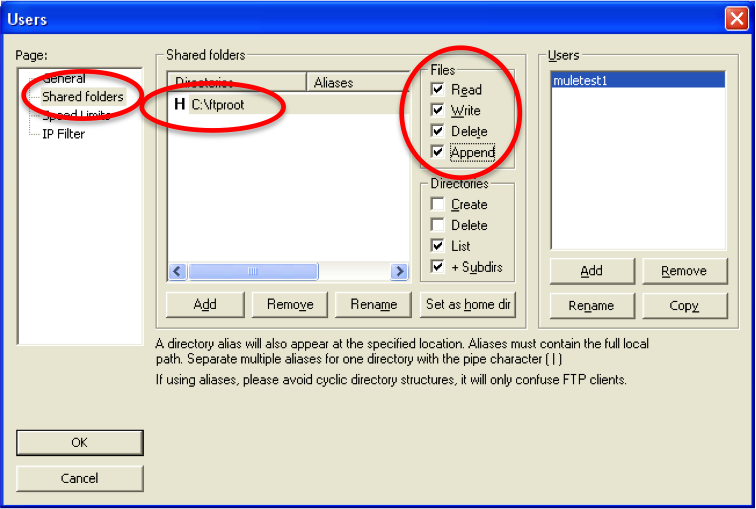 Users
Page:
General
Shared folders
Speed Limits
IP Filter
OK
Cancel
Shared folders
Directories Aliases
H C:\ftproot
Add Remove Rename Set as home dir
Files
Read
Write
Delete
Append
Directories
Create
Delete
List
+ Subdirs
A directory alias will also appear at the specified location. Aliases must contain the full local
path. Separate multiple aliases for one directory with the pipe character ( | )
If using aliases, please avoid cyclic directory structures, it will only confuse FTP clients.
Users
muletest1
Add Remove
Rename Copy